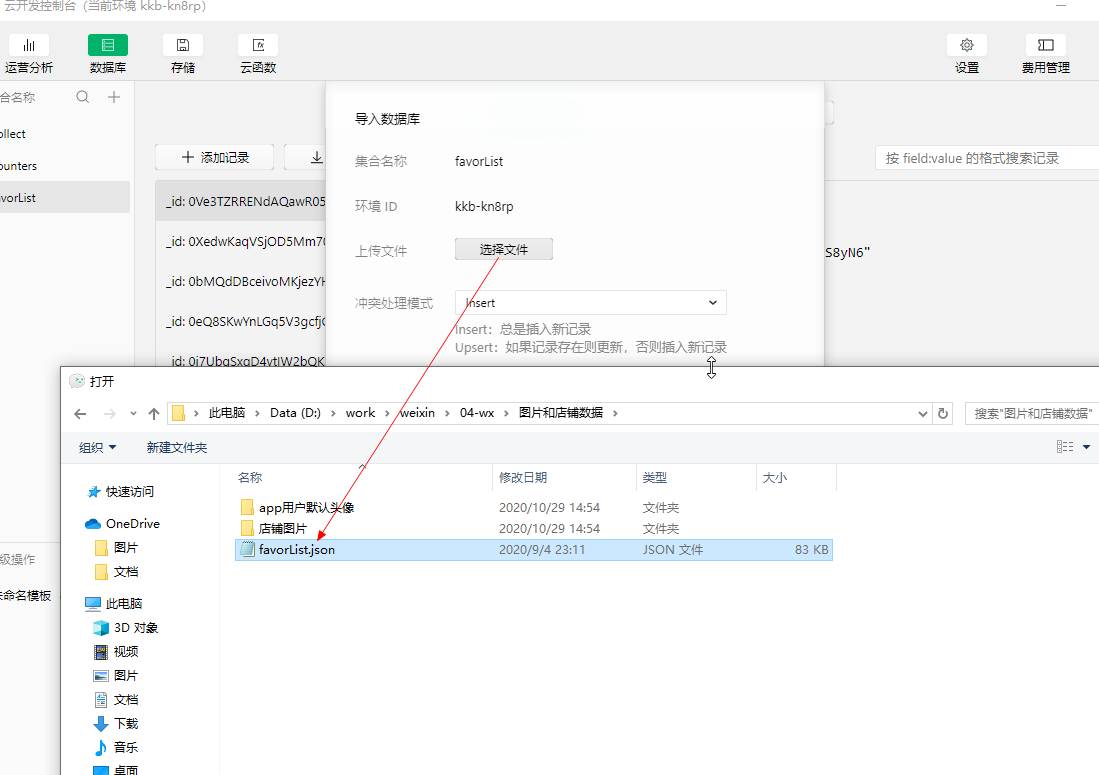 云开发控制台（当前环境 kkb-kn8rp）
运营分析
数据库
存储
云函数
设置
费用管理
合名称
ollect
ounters
avorList
级操作
未命名模板
添加记录
按 field:value 的格式搜索记录
_id: 0Ve3TZRRENdAQawR05
_id: 0XedwKaqVSjOD5Mm70
_id: 0bMQdDBceivoMKjezYH
_id: 0eQ8SKwYnLGq5V3gcfj
_id: 0j7UbgSxqD4vtIW2bQK
S8yN6"
导入数据库
集合名称 favorList
环境 ID kkb-kn8rp
上传文件 选择文件
冲突处理模式 Insert
Insert：总是插入新记录
Upsert：如果记录存在则更新，否则插入新记录
打开
此电脑 › Data (D:) › work › weixin › 04-wx › 图片和店铺数据 ›
搜索"图片和店铺数据"
组织 新建文件夹
快速访问
OneDrive
图片
文档
此电脑
3D 对象
视频
图片
文档
下载
音乐
桌面
名称 修改日期 类型 大小
app用户默认头像 2020/10/29 14:54 文件夹
店铺图片 2020/10/29 14:54 文件夹
favorList.json 2020/9/4 23:11 JSON 文件 83 KB